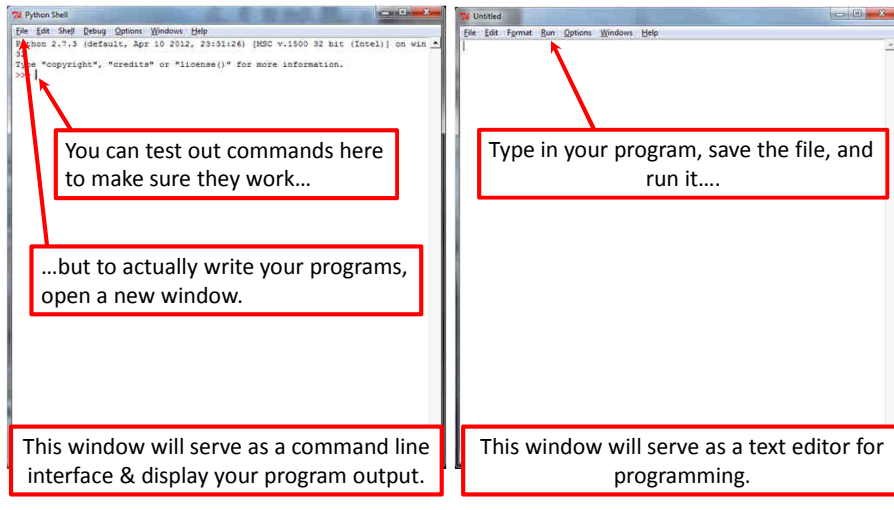 Python Shell
File Edit Shell Debug Options Windows Help
Python 2.7.3 (default, Apr 10 2012, 23:31:26) [MSC v.1500 32 bit (Intel)] on win
32
Type "copyright", "credits" or "license()" for more information.
>>>
You can test out commands here
to make sure they work…
…but to actually write your programs,
open a new window.
This window will serve as a command line
interface & display your program output.
Untitled
File Edit Format Run Options Windows Help
Type in your program, save the file, and
run it….
This window will serve as a text editor for
programming.